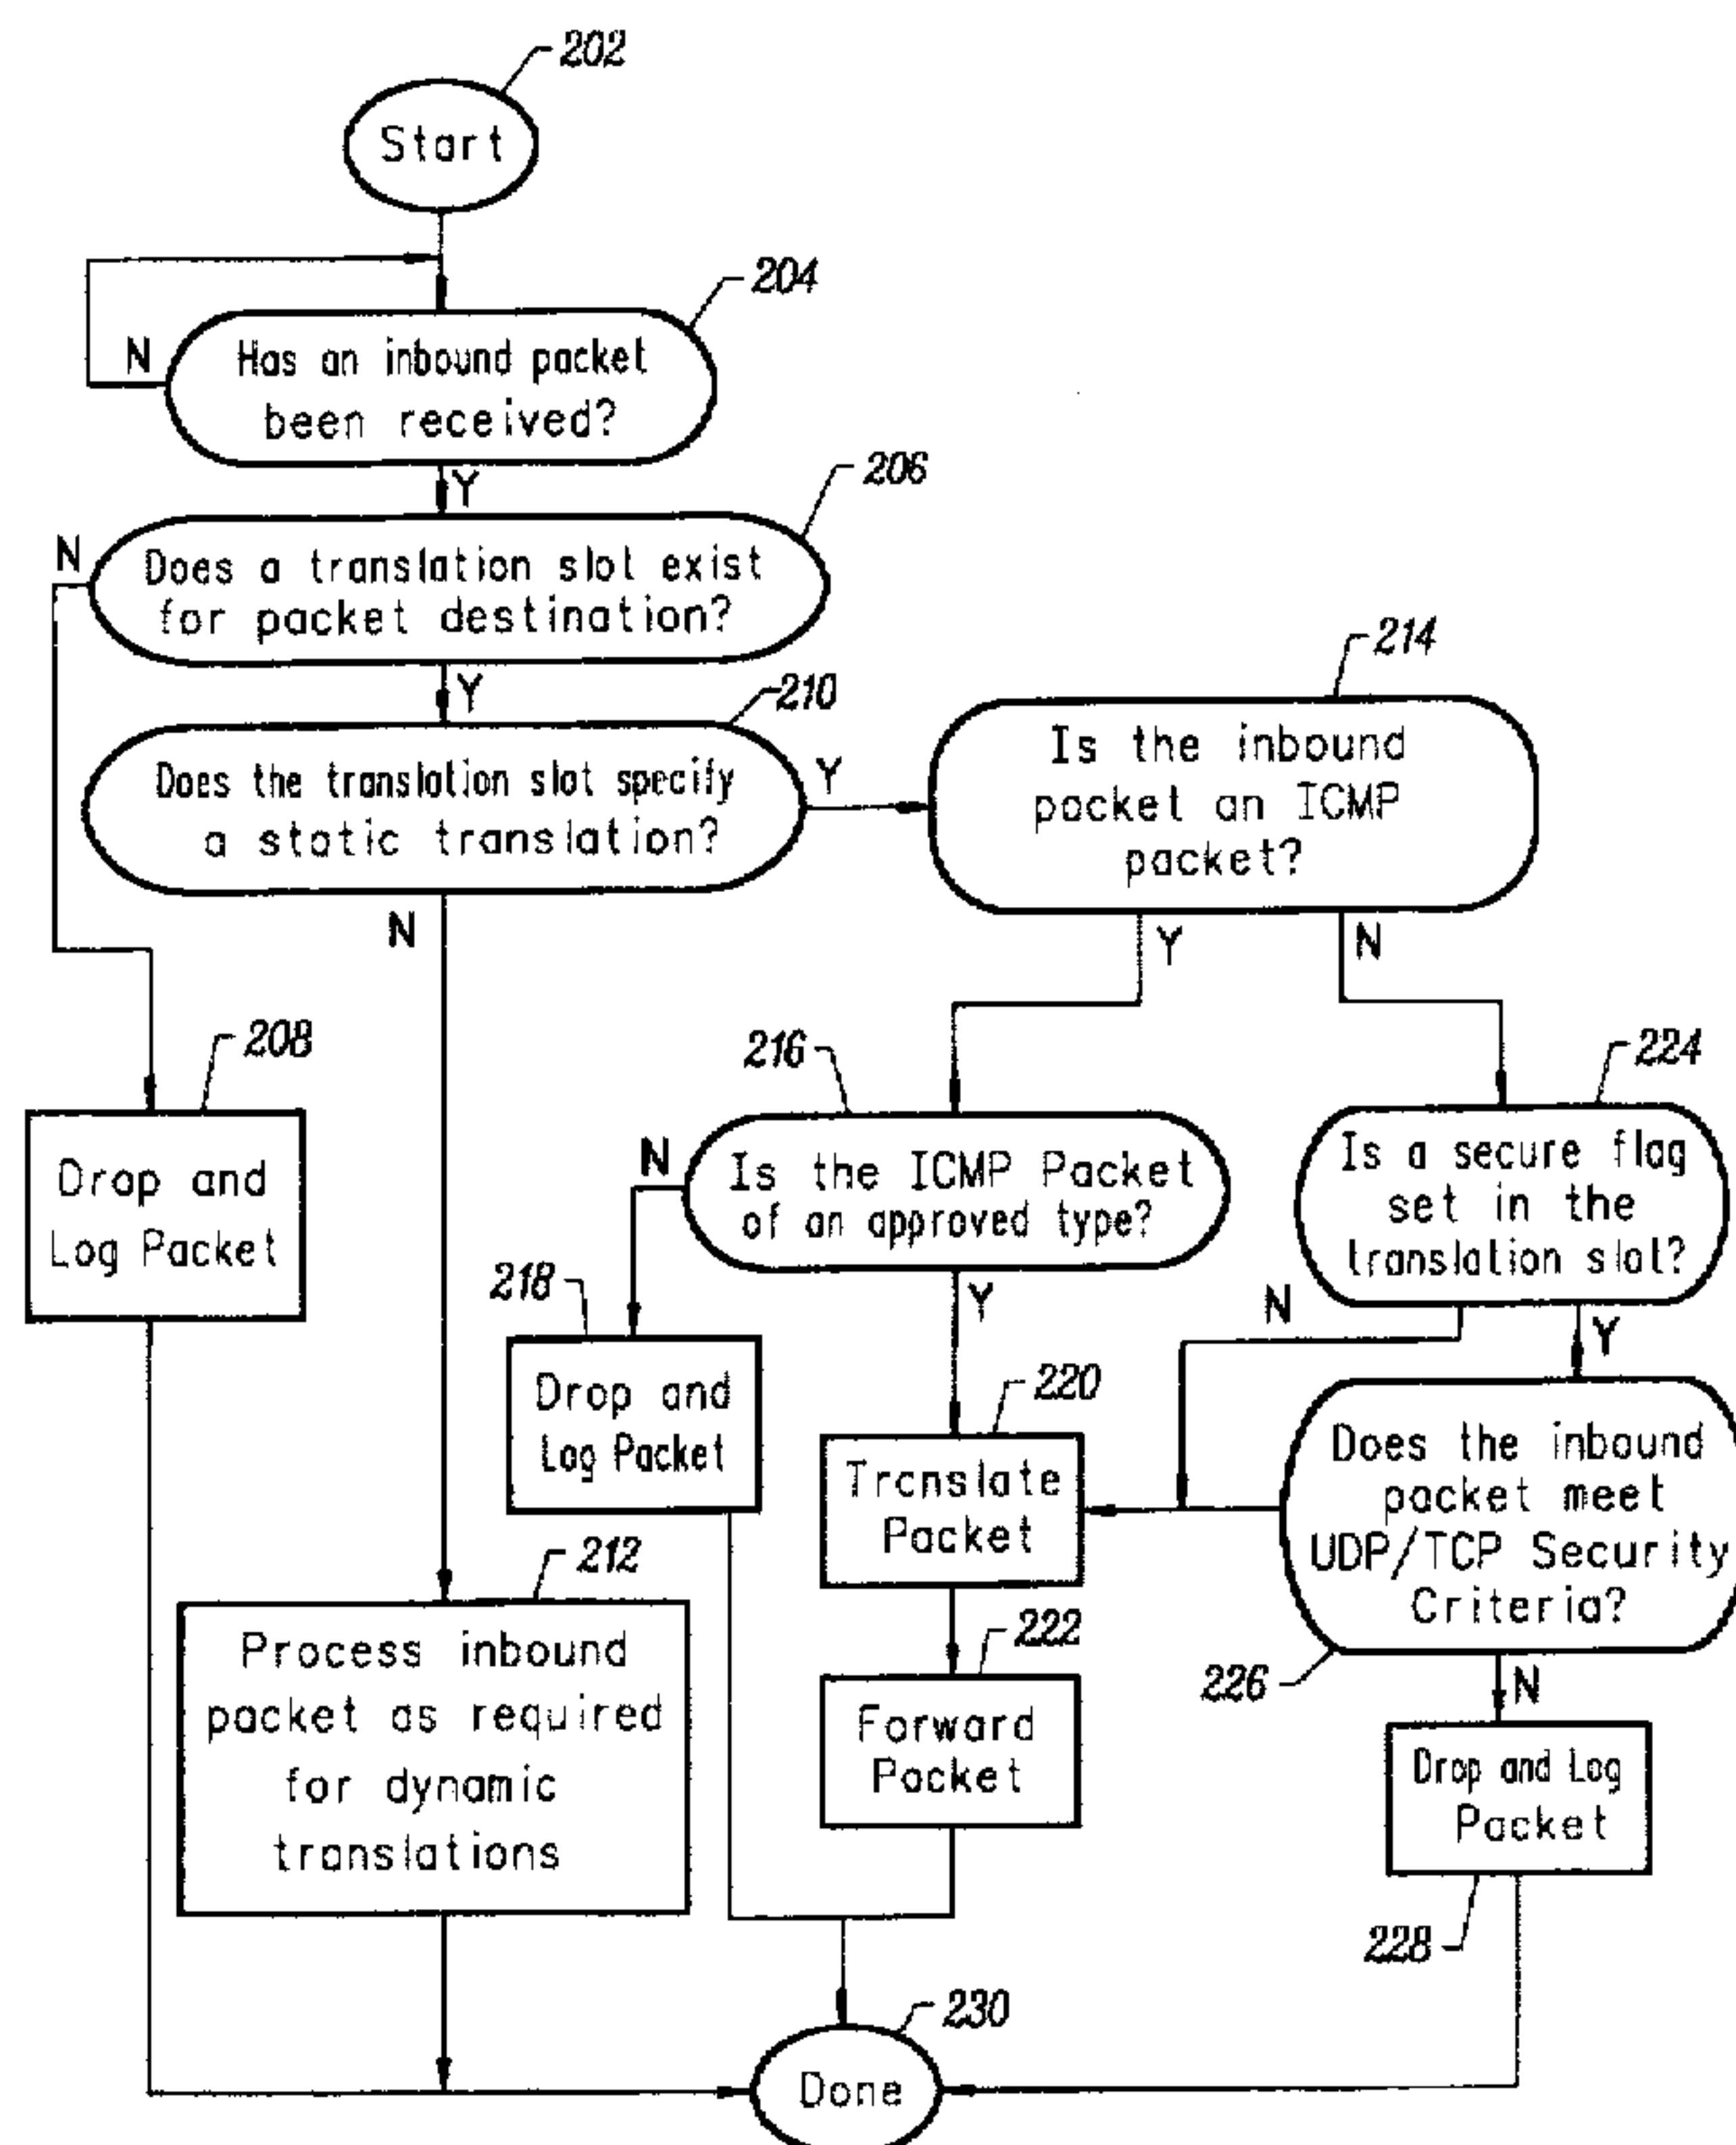 202
Start
204
N
Has an inbound packet
been received?
Y
206
N
Does a translation slot exist
for packet destination?
Y
210
Does the translation slot specify
a static translation?
Y
N
214
Is the inbound
packet an ICMP
packet?
Y
N
208
Drop and
Log Packet
216
N
Is the ICMP Packet
of an approved type?
Y
224
Is a secure flag
set in the
translation slot?
N
Y
218
Drop and
Log Packet
220
Trcnslate
Packet
Does the inbound
packet meet
UDP/TCP Security
Criteria?
226
N
212
Process inbound
packet as required
for dynamic
translations
222
Forward
Packet
Drop and Log
Packet
228
230
Done